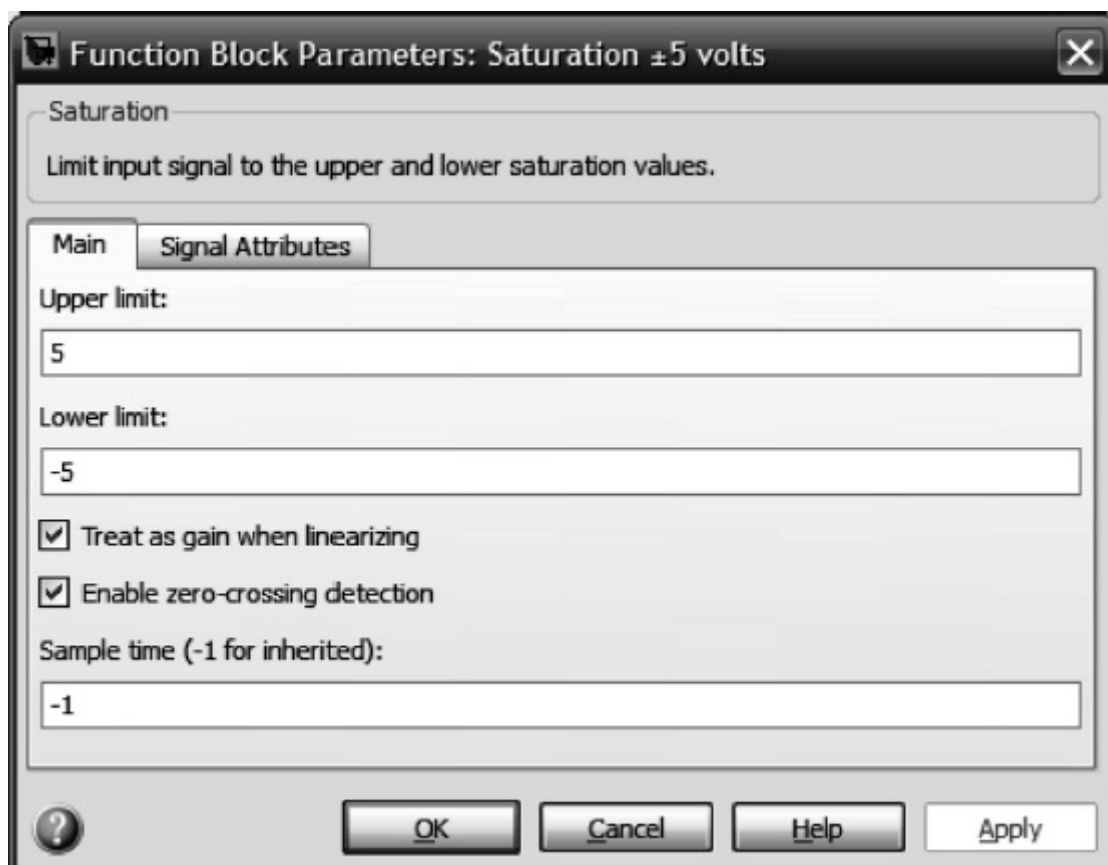 Function Block Parameters: Saturation ±5 volts
Saturation
Limit input signal to the upper and lower saturation values.
Main Signal Attributes
Upper limit:
5
Lower limit:
-5
Treat as gain when linearizing
Enable zero-crossing detection
Sample time (-1 for inherited):
-1
? OK Cancel Help Apply